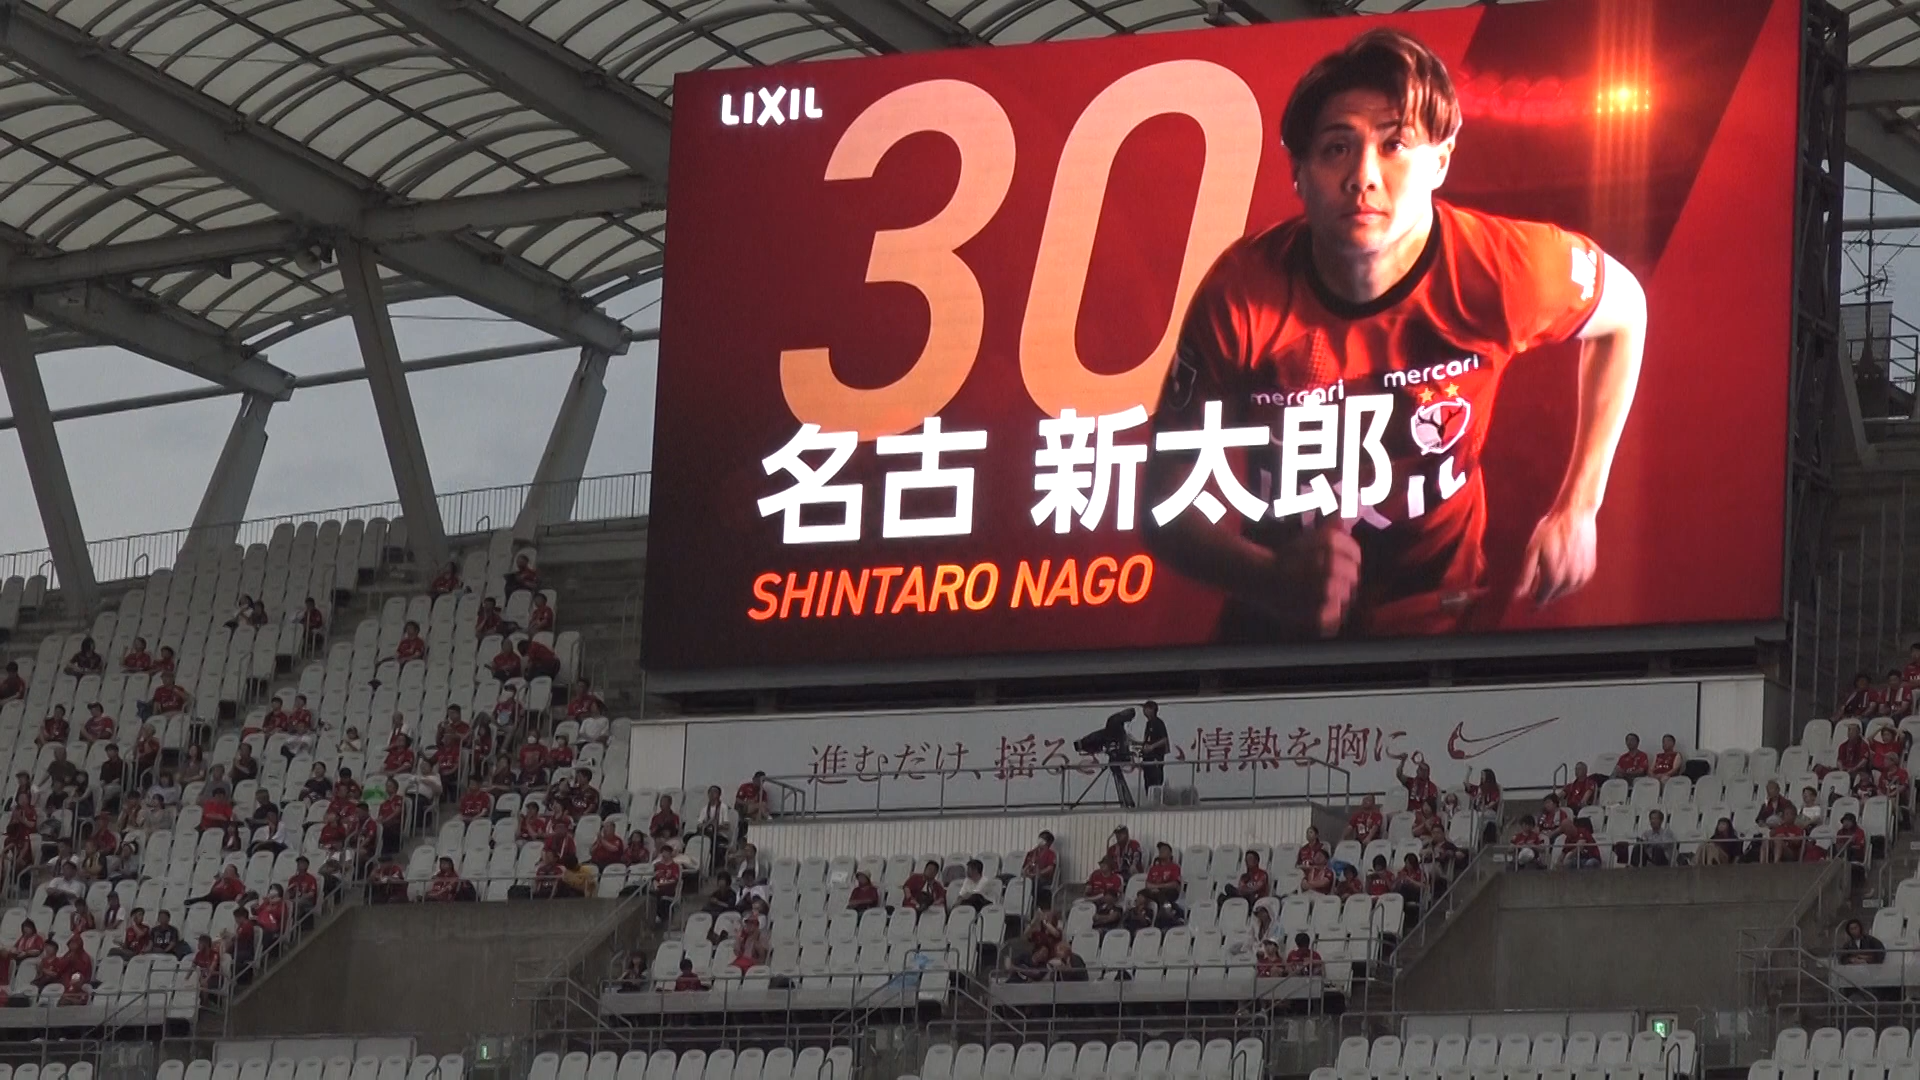 LIXIL
30
mercari mercari
名古 新太郎
SHINTARO NAGO
進むだけ、揺る
い情熱を胸に。